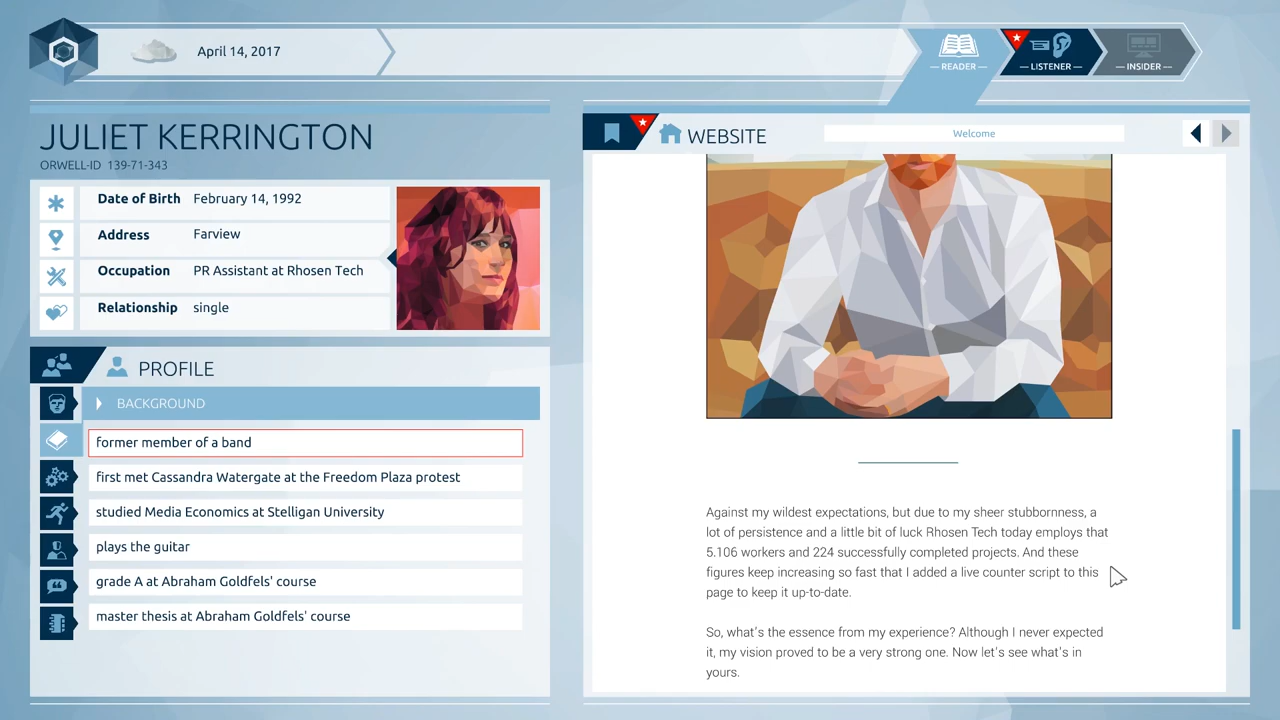 April 14, 2017
— READER —
— LISTENER —
— INSIDER —
JULIET KERRINGTON
ORWELL-ID 139-71-343
Date of Birth February 14, 1992
Address Farview
Occupation PR Assistant at Rhosen Tech
Relationship single
PROFILE
BACKGROUND
former member of a band
first met Cassandra Watergate at the Freedom Plaza protest
studied Media Economics at Stelligan University
plays the guitar
grade A at Abraham Goldfels' course
master thesis at Abraham Goldfels' course
WEBSITE
Welcome
Against my wildest expectations, but due to my sheer stubbornness, a
lot of persistence and a little bit of luck Rhosen Tech today employs that
5.106 workers and 224 successfully completed projects. And these
figures keep increasing so fast that I added a live counter script to this
page to keep it up-to-date.
So, what's the essence from my experience? Although I never expected
it, my vision proved to be a very strong one. Now let's see what's in
yours.